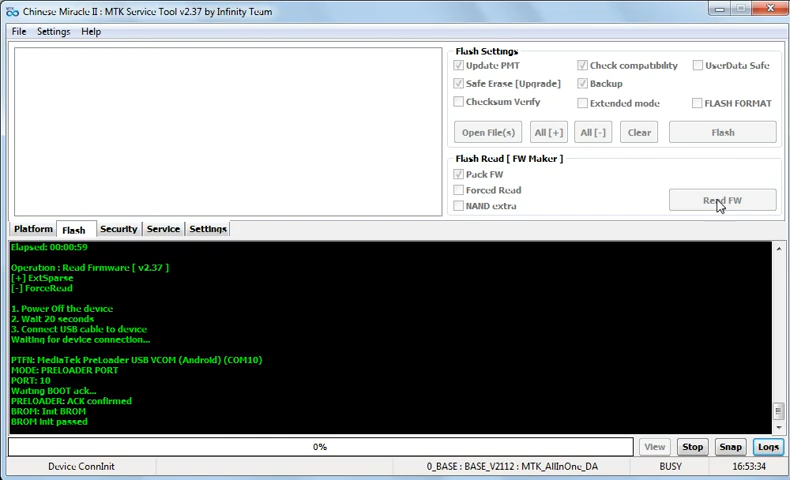 Chinese Miracle II : MTK Service Tool v2.37 by Infinity Team
File Settings Help
Flash Settings
Update PMT Check compatibility UserData Safe
Safe Erase [Upgrade] Backup
Checksum Verify Extended mode FLASH FORMAT
Open File(s) All [+] All [-] Clear Flash
Flash Read [ FW Maker ]
Pack FW
Forced Read
NAND extra
Read FW
Platform Flash Security Service Settings
Elapsed: 00:00:59
Operation : Read Firmware [ v2.37 ]
[+] ExtSparse
[-] ForceRead
1. Power Off the device
2. Wait 20 seconds
3. Connect USB cable to device
Waiting for device connection...
PTFN: MediaTek PreLoader USB VCOM (Android) (COM10)
MODE: PRELOADER PORT
PORT: 10
Waiting BOOT ack...
PRELOADER: ACK confirmed
BROM: Init BROM
BROM Init passed
0% View Stop Snap Logs
Device ConnInit 0_BASE : BASE_V2112 : MTK_AllInOne_DA BUSY 16:53:34